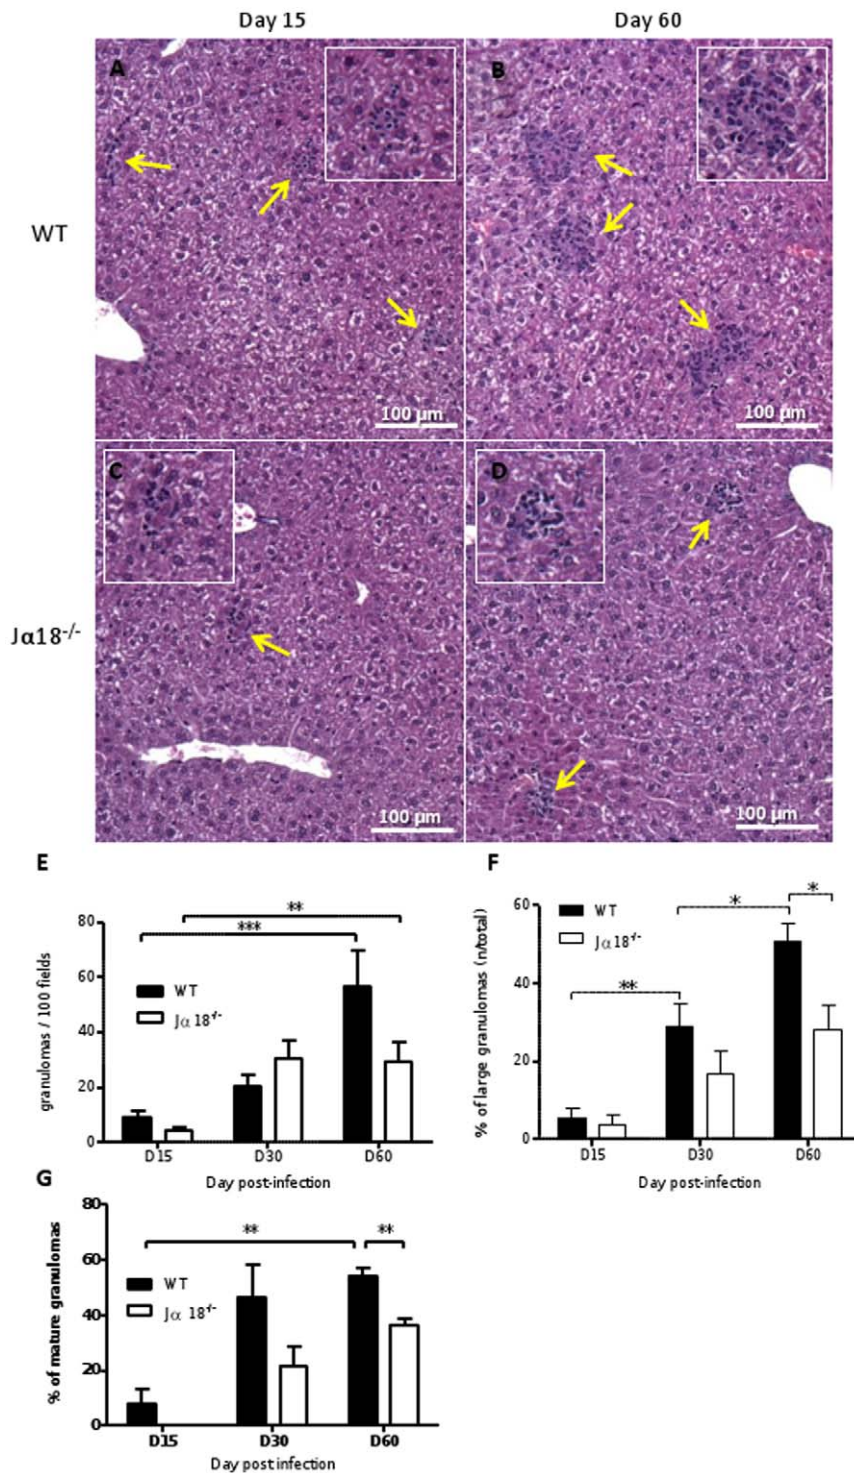 Day 15
Day 60
A
B
WT
100 µm
100 µm
C
D
Jα18-/-
100 µm
100 µm
E
F
granulomas / 100 fields
80
60
40
20
0
***
**
WT
Jα 18-/-
D15
D30
D60
Day post-infection
% of large granulomas (n/total)
60
40
20
0
**
*
*
WT
Jα18-/-
D15
D30
D60
Day post-infection
G
% of mature granulomas
80
60
40
20
0
**
**
WT
Jα 18-/-
D15
D30
D60
Day post-infection